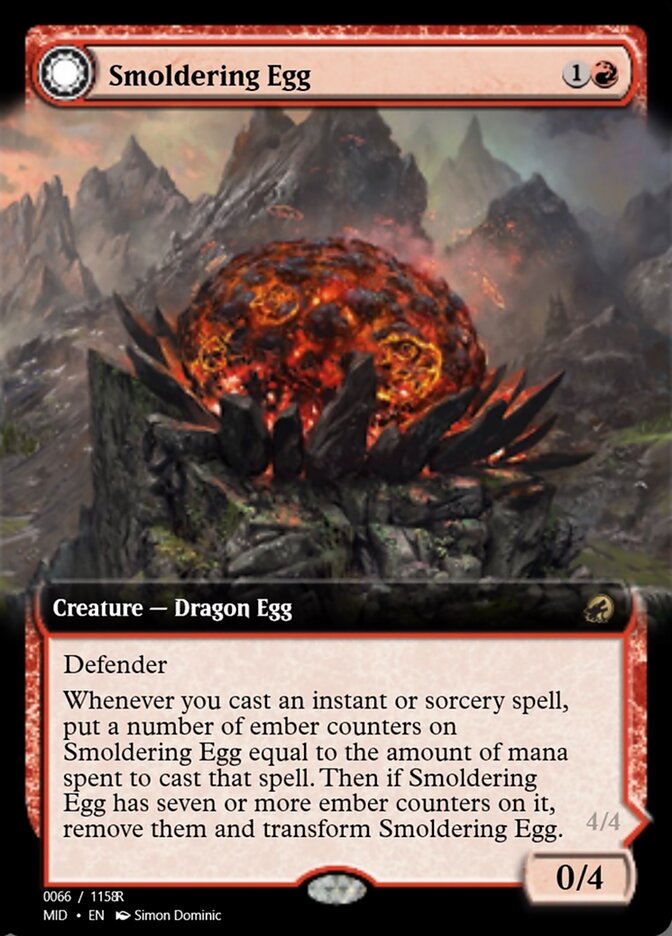 Smoldering Egg 1
Creature — Dragon Egg
Defender
Whenever you cast an instant or sorcery spell,
put a number of ember counters on
Smoldering Egg equal to the amount of mana
spent to cast that spell. Then if Smoldering
Egg has seven or more ember counters on it,
remove them and transform Smoldering Egg.
4/4
0/4
0066 / 1158R
MID • EN Simon Dominic